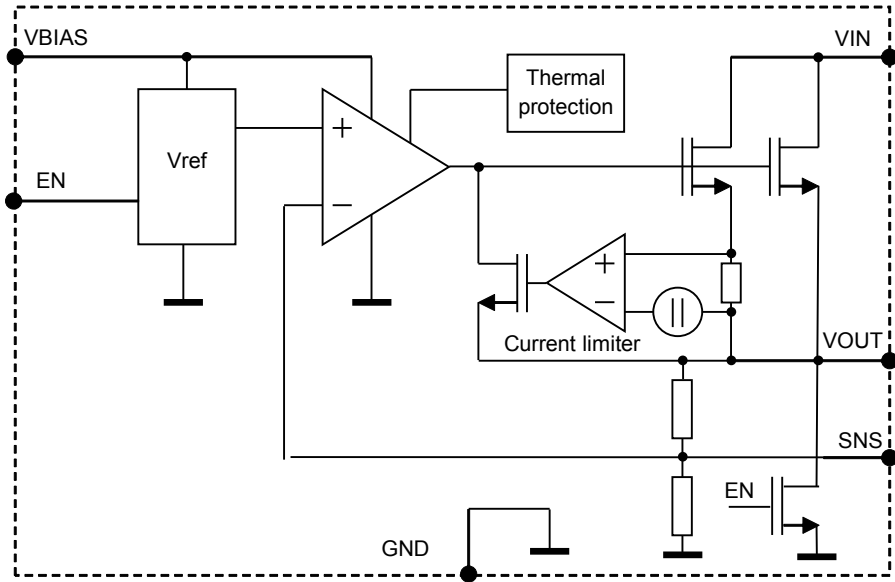 VBIAS
VIN
Thermal
protection
+
Vref
EN
−
+
−
Current limiter
VOUT
SNS
EN
GND